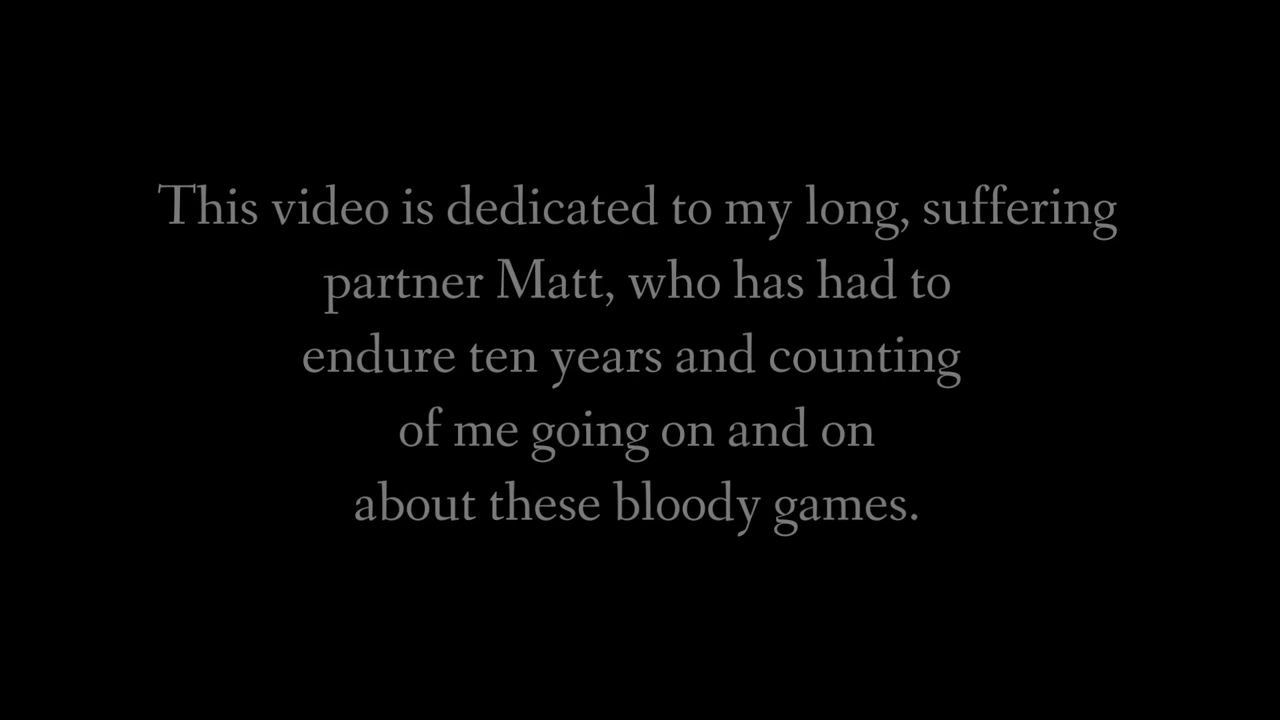 This video is dedicated to my long, suffering
partner Matt, who has had to
endure ten years and counting
of me going on and on
about these bloody games.